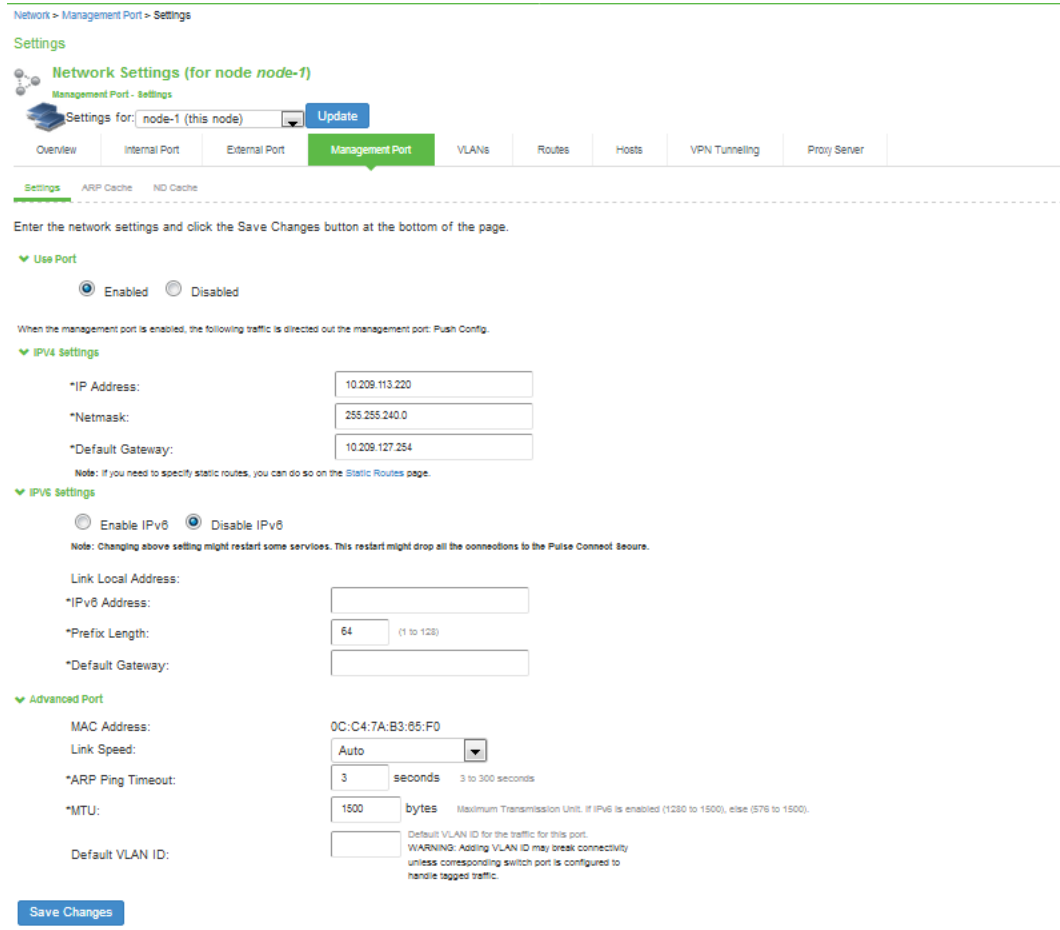 Network > Management Port > Settings
Settings
Network Settings (for node node-1)
Management Port - Settings
Settings for: node-1 (this node) Update
Overview Internal Port External Port Management Port VLANs Routes Hosts VPN Tunneling Proxy Server
Settings ARP Cache ND Cache
Enter the network settings and click the Save Changes button at the bottom of the page.
Use Port
Enabled Disabled
When the management port is enabled, the following traffic is directed out the management port: Push Config.
IPV4 Settings
*IP Address: 10.209.113.220
*Netmask: 255.255.240.0
*Default Gateway: 10.209.127.254
Note: If you need to specify static routes, you can do so on the Static Routes page.
IPV6 Settings
Enable IPv6 Disable IPv6
Note: Changing above setting might restart some services. This restart might drop all the connections to the Pulse Connect Secure.
Link Local Address:
*IPv6 Address:
*Prefix Length: 64 (1 to 128)
*Default Gateway:
Advanced Port
MAC Address: 0C:C4:7A:B3:65:F0
Link Speed: Auto
*ARP Ping Timeout: 3 seconds 3 to 300 seconds
*MTU: 1500 bytes Maximum Transmission Unit. If IPv6 is enabled (1280 to 1500), else (576 to 1500).
Default VLAN ID: Default VLAN ID for the traffic for this port.
WARNING: Adding VLAN ID may break connectivity
unless corresponding switch port is configured to
handle tagged traffic.
Save Changes